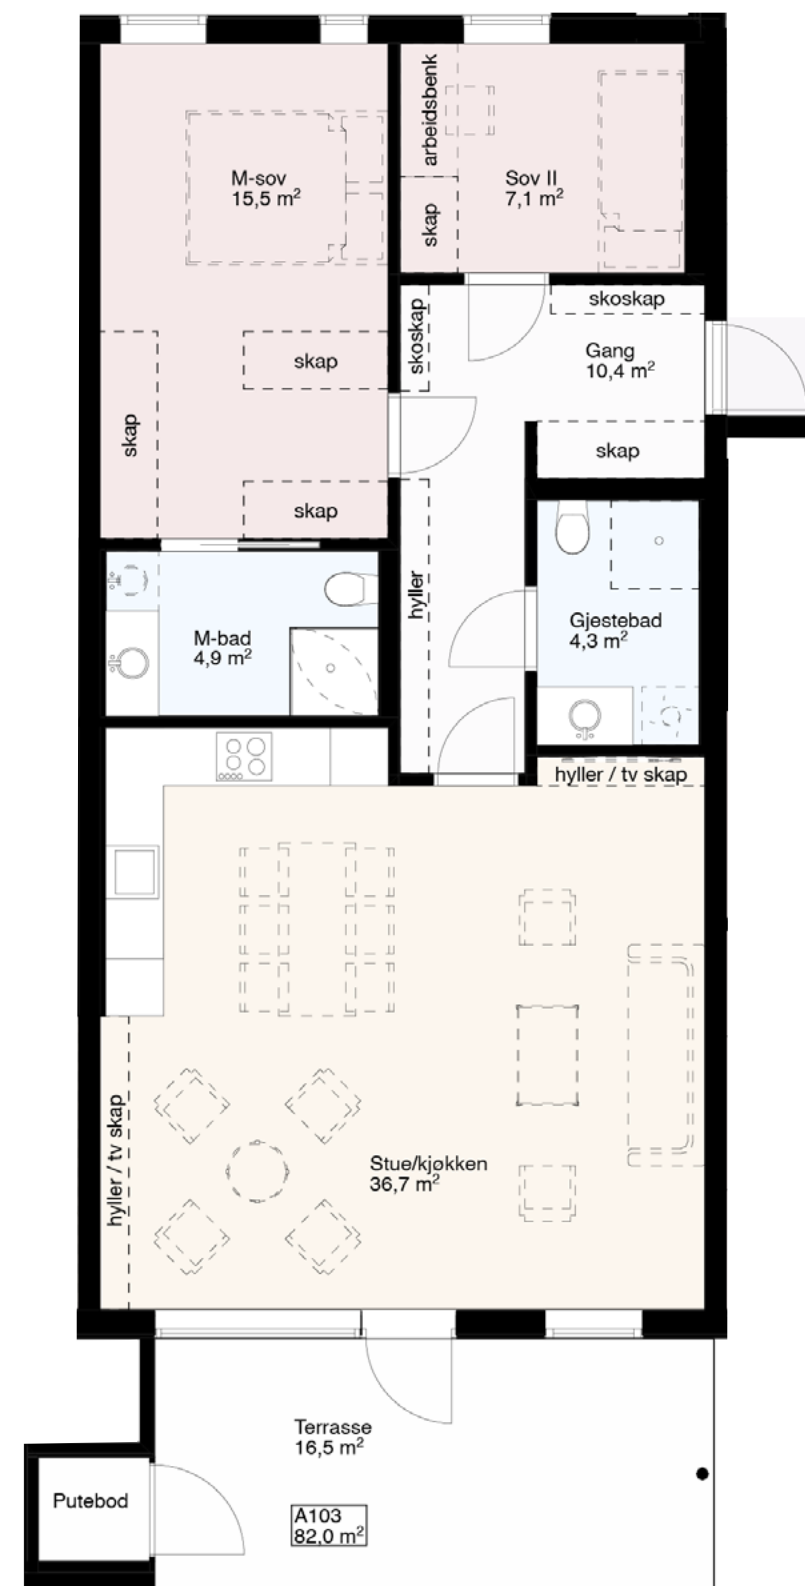 M-sov
15,5 m²
arbeidsbenk
skap
Sov II
7,1 m²
skap
skap
skap
skoskap
skoskap
Gang
10,4 m²
skap
hyller
M-bad
4,9 m²
Gjestebad
4,3 m²
hyller / tv skap
hyller / tv skap
Stue/kjøkken
36,7 m²
Terrasse
16,5 m²
Putebod
A103
82,0 m²